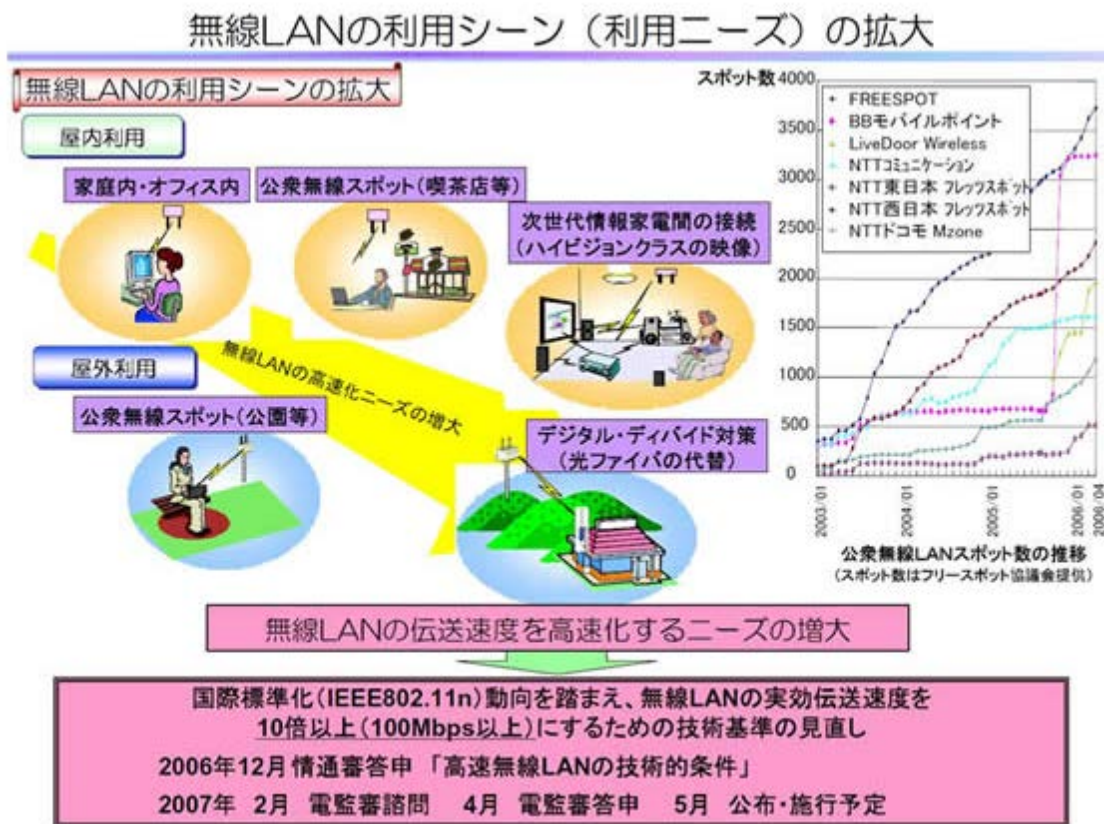 無線LANの利用シーン（利用ニーズ）の拡大
無線LANの利用シーンの拡大
屋内利用
家庭内・オフィス内
公衆無線スポット(喫茶店等)
次世代情報家電間の接続
(ハイビジョンクラスの映像)
屋外利用
無線LANの高速化ニーズの増大
公衆無線スポット(公園等)
デジタル・ディバイド対策
(光ファイバの代替)
スポット数
4000
3500
3000
2500
2000
1500
1000
500
0
FREESPOT
BBモバイルポイント
LiveDoor Wireless
NTTコミュニケーション
NTT東日本 フレッツスポット
NTT西日本 フレッツスポット
NTTドコモ Mzone
2003/01
2004/01
2005/01
2006/01
2006/04
公衆無線LANスポット数の推移
(スポット数はフリースポット協議会提供)
無線LANの伝送速度を高速化するニーズの増大
国際標準化(IEEE802.11n)動向を踏まえ、無線LANの実効伝送速度を
10倍以上(100Mbps以上)にするための技術基準の見直し
2006年12月 情通審答申 「高速無線LANの技術的条件」
2007年 2月 電監審諮問 4月 電監審答申 5月 公布・施行予定